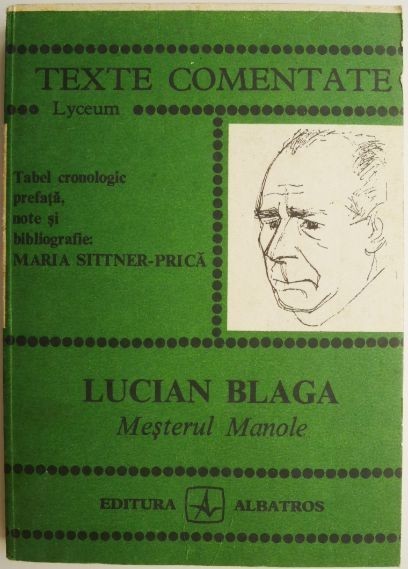 TEXTE COMENTATE
Lyceum
Tabel cronologic
prefață,
note și
bibliografie:
MARIA SITTNER-PRICĂ
LUCIAN BLAGA
Meșterul Manole
EDITURA ALBATROS